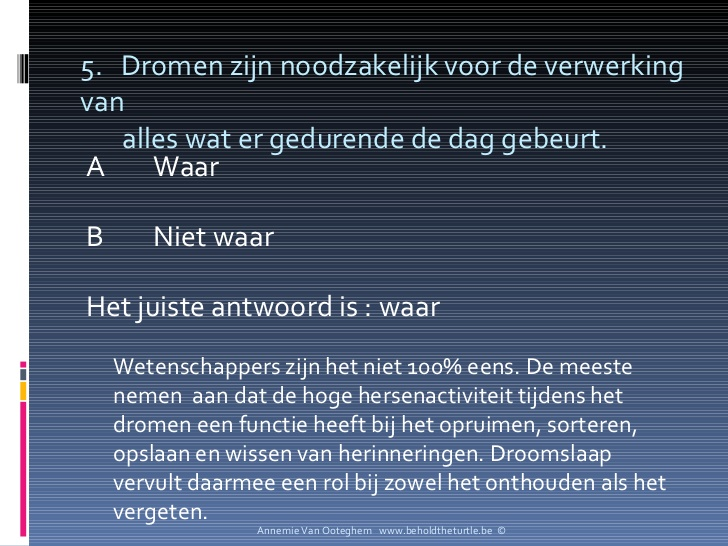 5. Dromen zijn noodzakelijk voor de verwerking
van
alles wat er gedurende de dag gebeurt.
A Waar
B Niet waar
Het juiste antwoord is : waar
Wetenschappers zijn het niet 100% eens. De meeste
nemen aan dat de hoge hersenactiviteit tijdens het
dromen een functie heeft bij het opruimen, sorteren,
opslaan en wissen van herinneringen. Droomslaap
vervult daarmee een rol bij zowel het onthouden als het
vergeten.
Annemie Van Ooteghem www.beholdtheturtle.be ©